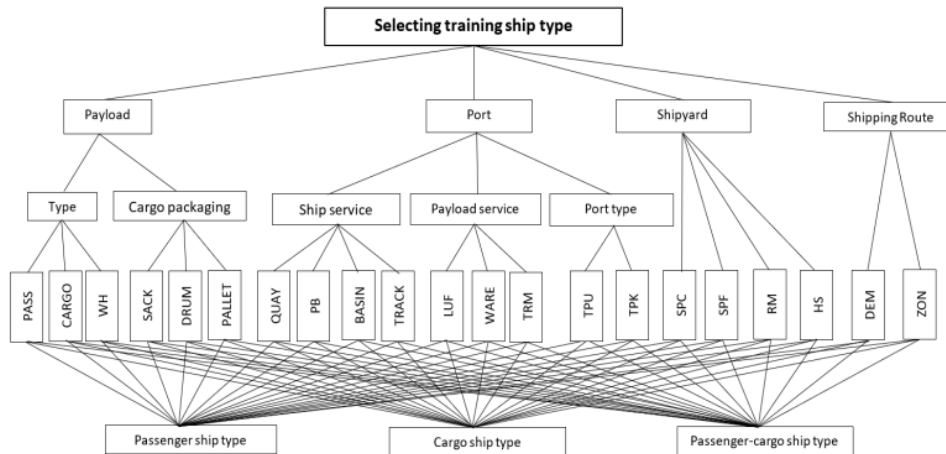 Selecting training ship type
Payload
Port
Shipyard
Shipping Route
Type
Cargo packaging
Ship service
Payload service
Port type
PASS
CARGO
WH
SACK
DRUM
PALLET
QUAY
PB
BASIN
TRACK
LUF
WARE
TRM
TPU
TPK
SPC
SPF
RM
HS
DEM
ZON
Passenger ship type
Cargo ship type
Passenger-cargo ship type